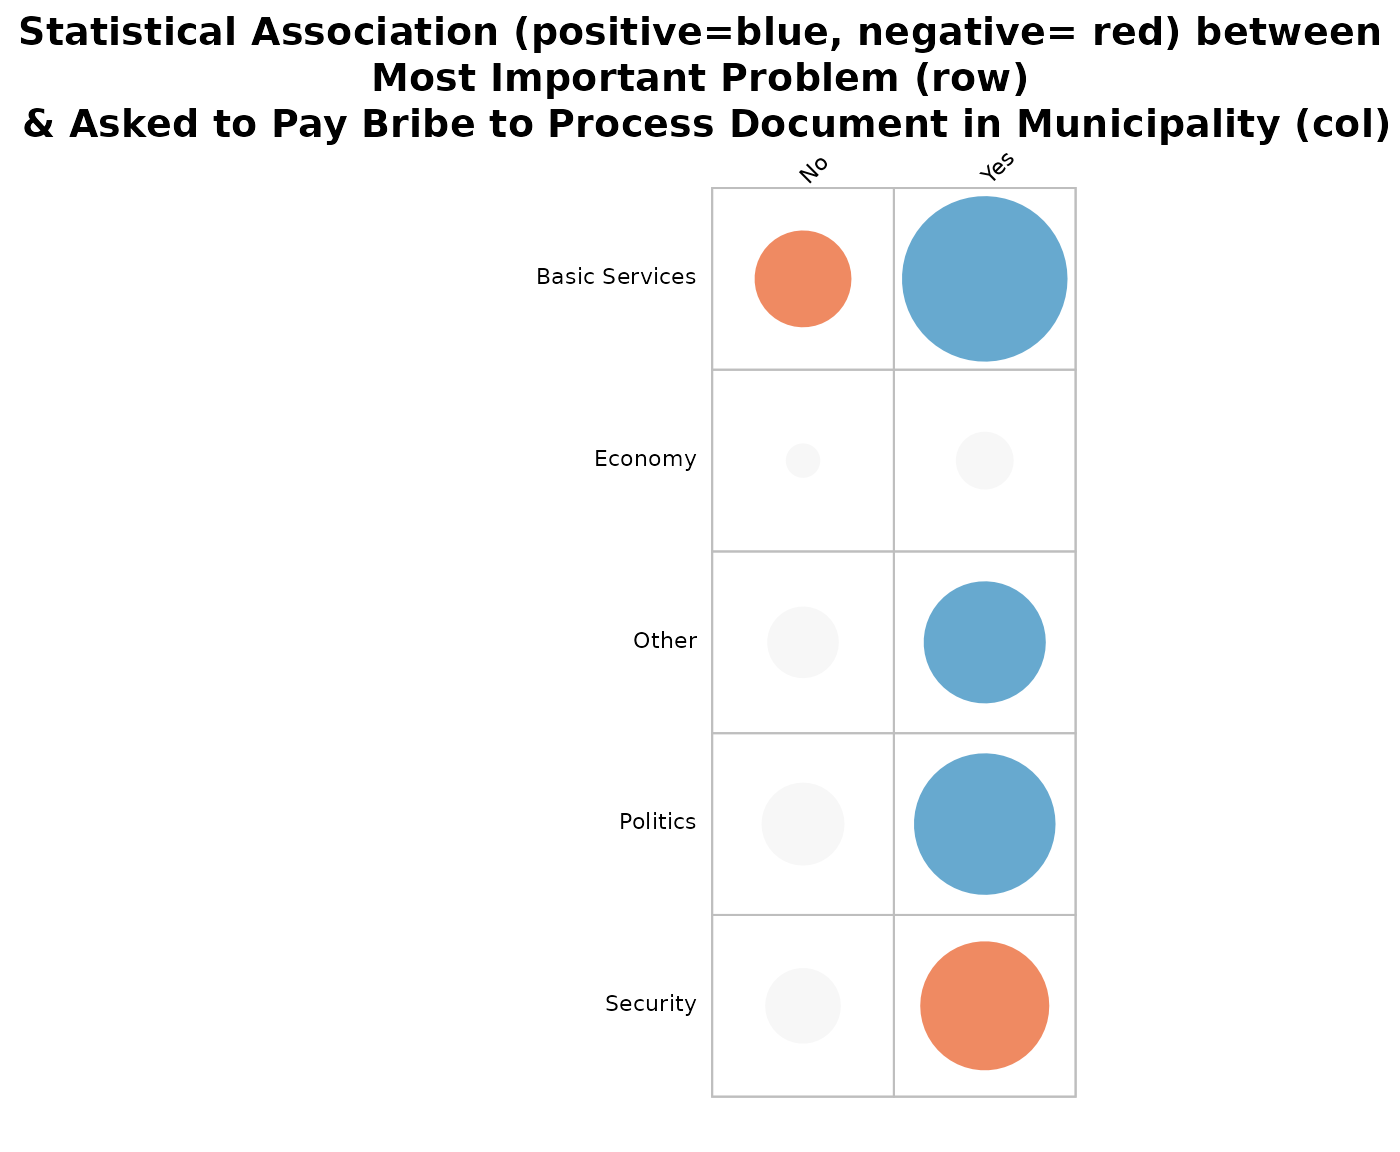 Statistical Association (positive=blue, negative= red) between
Most Important Problem (row)
& Asked to Pay Bribe to Process Document in Municipality (col)
No Yes
Basic Services
Economy
Other
Politics
Security